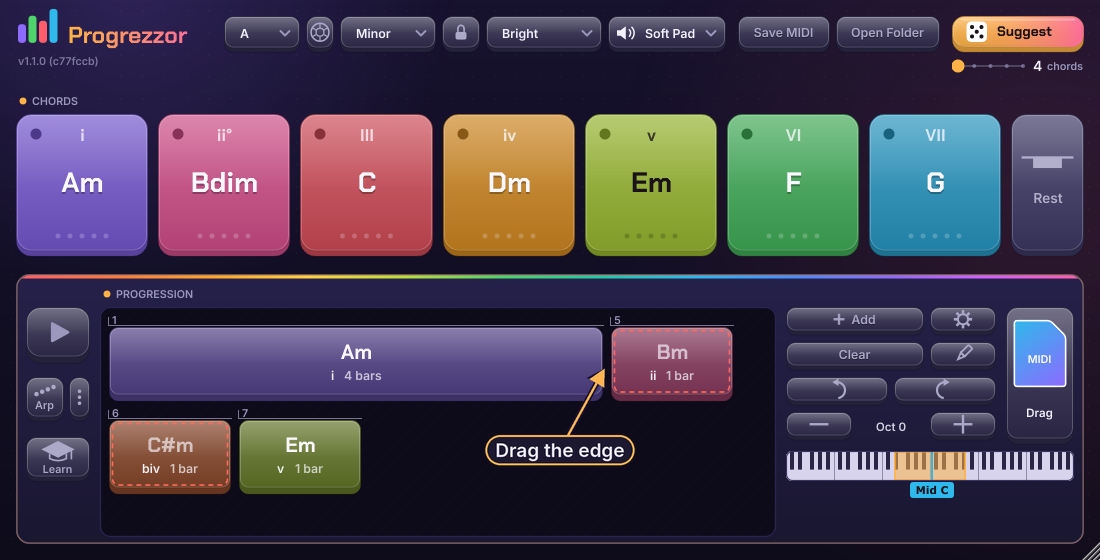 Progrezzor
v1.1.0 (c77fccb)
A
Minor
Bright
Soft Pad
Save MIDI
Open Folder
Suggest
4 chords
CHORDS
i
Am
ii°
Bdim
III
C
iv
Dm
v
Em
VI
F
VII
G
Rest
PROGRESSION
1
Am
i 4 bars
5
Bm
ii 1 bar
6
C#m
biv 1 bar
7
Em
v 1 bar
Drag the edge
Arp
Learn
+ Add
Clear
Oct 0
MIDI
Drag
Mid C